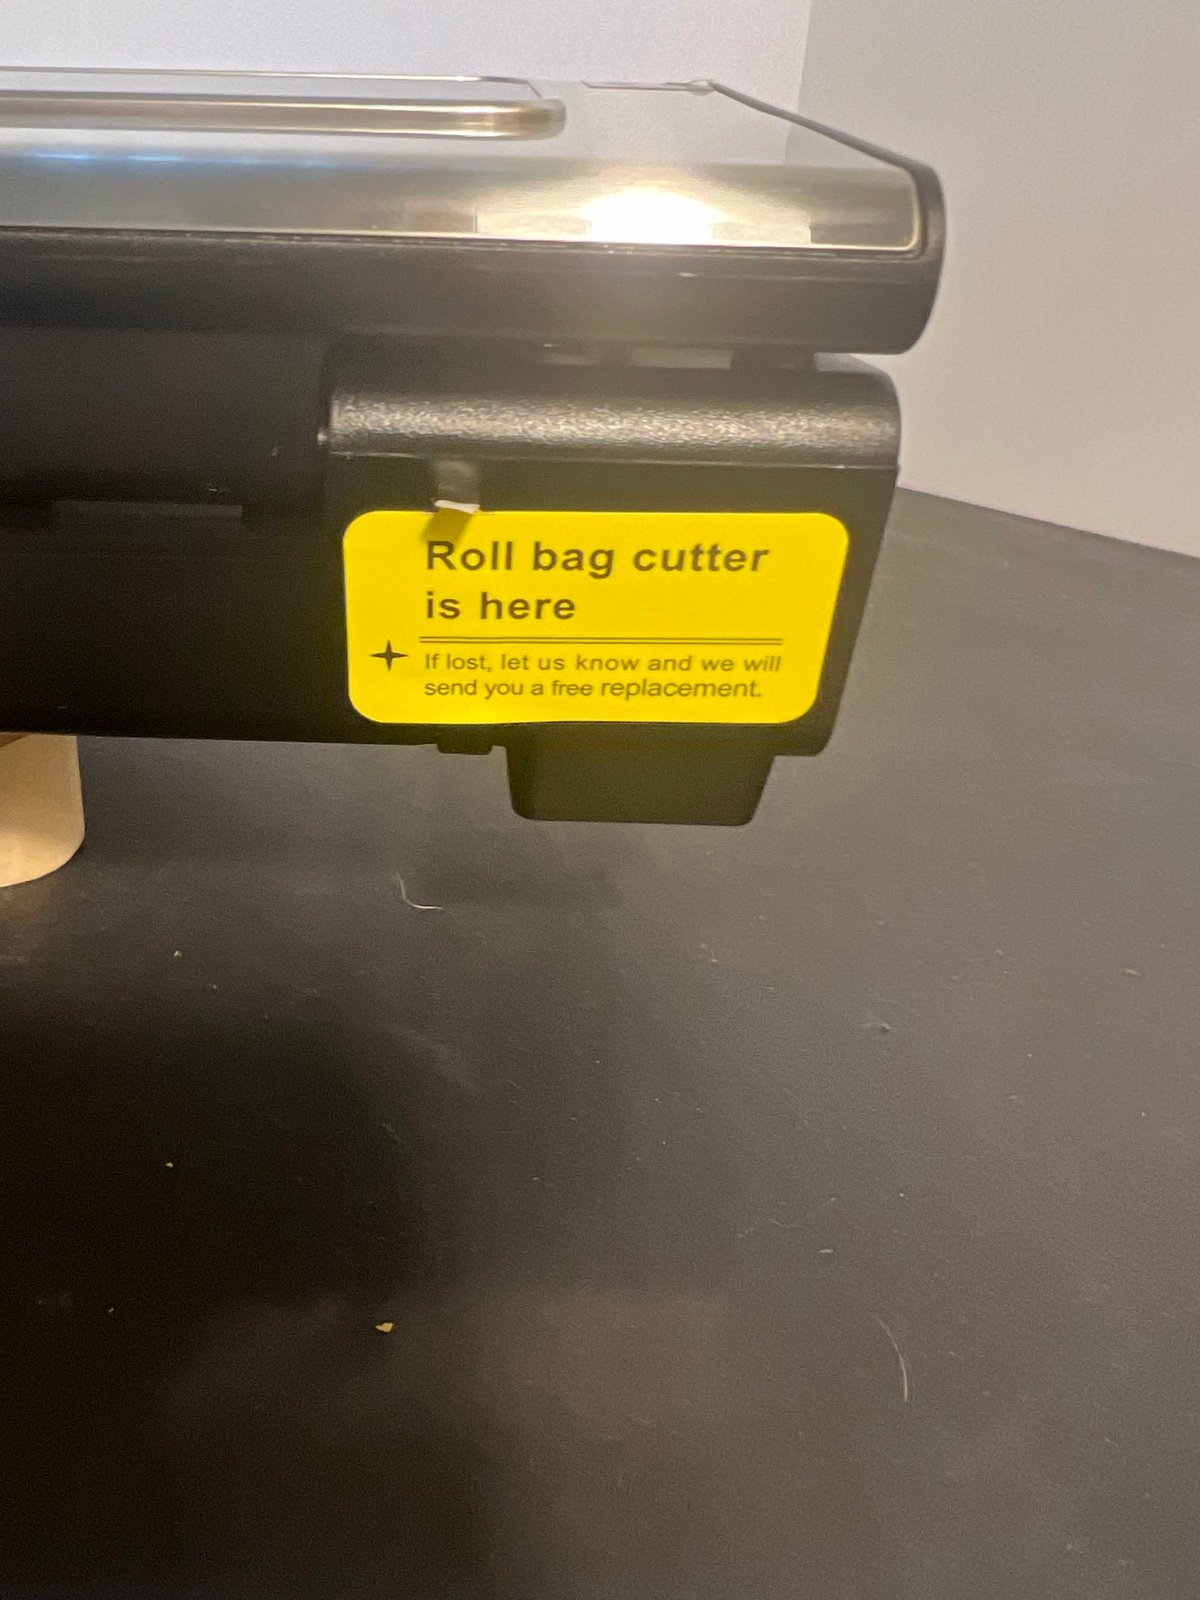 Roll bag cutter
is here
If lost, let us know and we will
send you a free replacement.